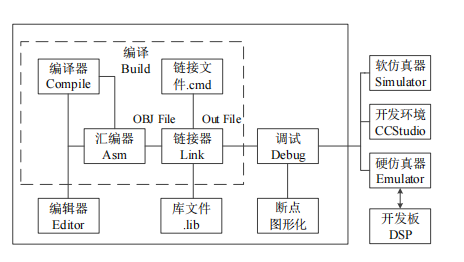 编译
Build
编译器
Compile
链接文
件.cmd
OBJ File
Out File
汇编器
Asm
链接器
Link
调试
Debug
编辑器
Editor
库文件
.lib
断点
图形化
软仿真器
Simulator
开发环境
CCStudio
硬仿真器
Emulator
开发板
DSP